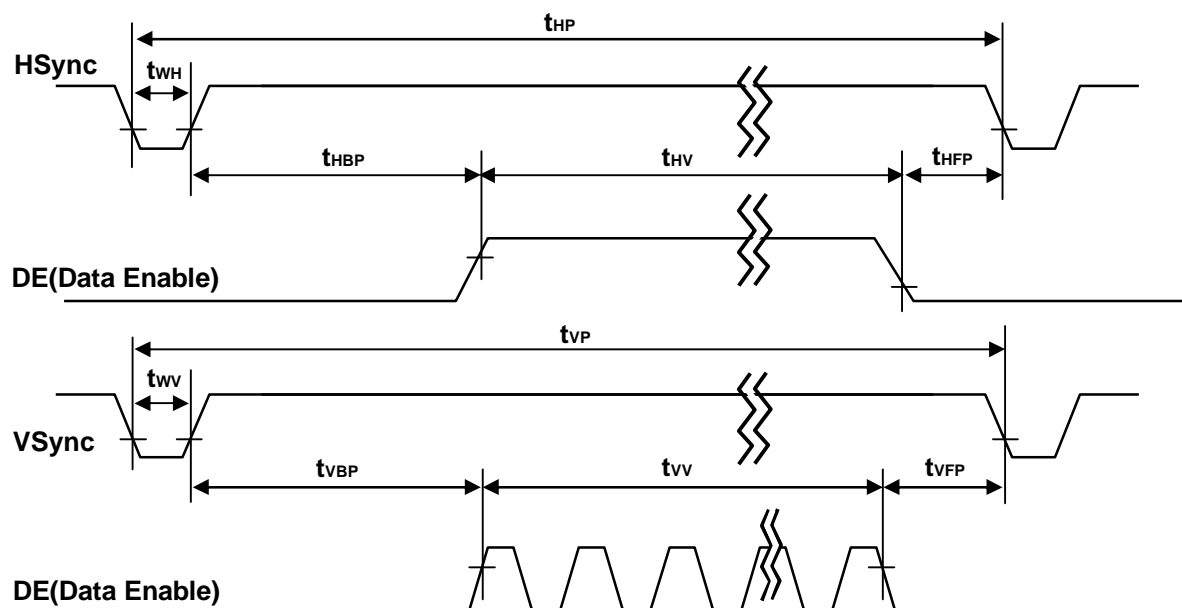 tHP
HSync
tWH
tHBP
tHV
tHFP
DE(Data Enable)
tVP
tWV
VSync
tVBP
tVV
tVFP
DE(Data Enable)